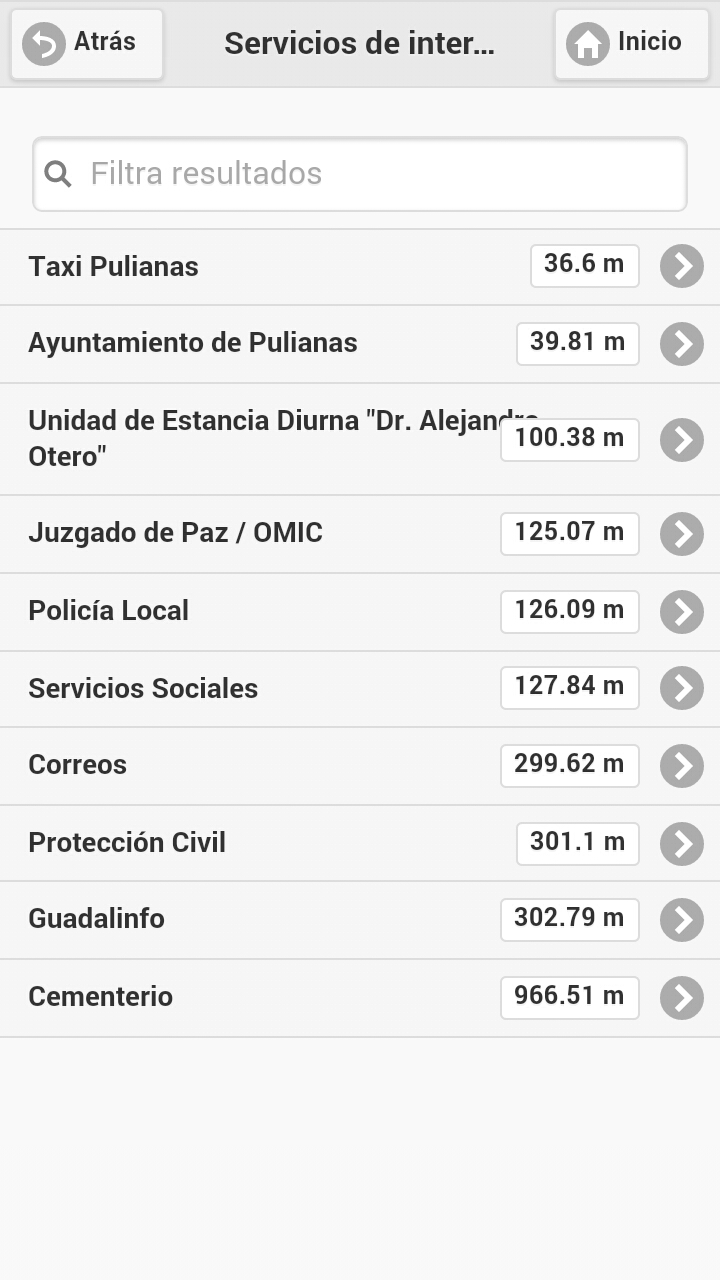 Atrás
Servicios de inter...
Inicio
Filtra resultados
Taxi Pulianas
36.6 m
Ayuntamiento de Pulianas
39.81 m
Unidad de Estancia Diurna "Dr. Alejandro
Otero"
100.38 m
Juzgado de Paz / OMIC
125.07 m
Policía Local
126.09 m
Servicios Sociales
127.84 m
Correos
299.62 m
Protección Civil
301.1 m
Guadalinfo
302.79 m
Cementerio
966.51 m